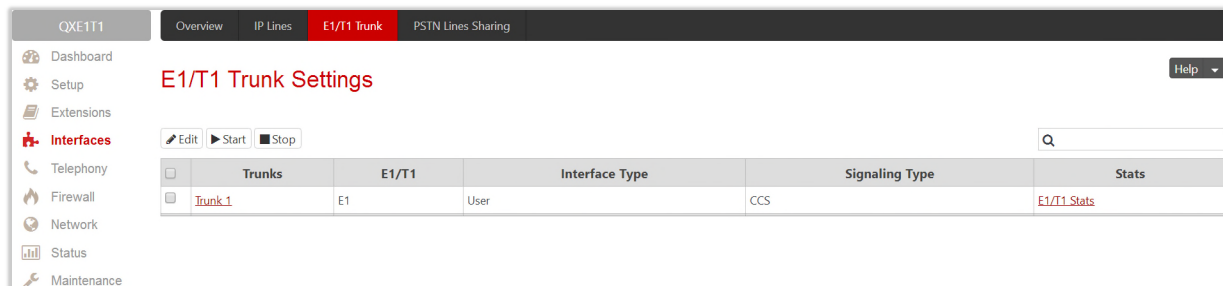 QXE1T1
Overview IP Lines E1/T1 Trunk PSTN Lines Sharing
Dashboard
Setup
Extensions
Interfaces
Telephony
Firewall
Network
Status
Maintenance
E1/T1 Trunk Settings
Help
Edit Start Stop
Trunks E1/T1 Interface Type Signaling Type Stats
Trunk 1 E1 User CCS E1/T1 Stats